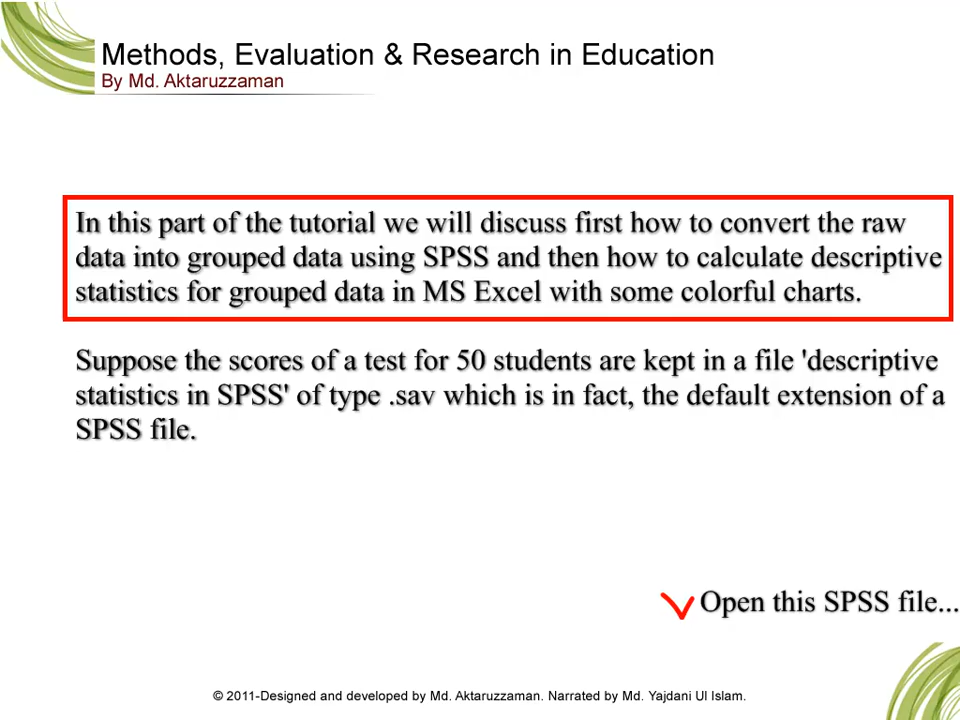 Methods, Evaluation & Research in Education
By Md. Aktaruzzaman
In this part of the tutorial we will discuss first how to convert the raw
data into grouped data using SPSS and then how to calculate descriptive
statistics for grouped data in MS Excel with some colorful charts.
Suppose the scores of a test for 50 students are kept in a file 'descriptive
statistics in SPSS' of type .sav which is in fact, the default extension of a
SPSS file.
Open this SPSS file...
© 2011-Designed and developed by Md. Aktaruzzaman. Narrated by Md. Yajdani Ul Islam.